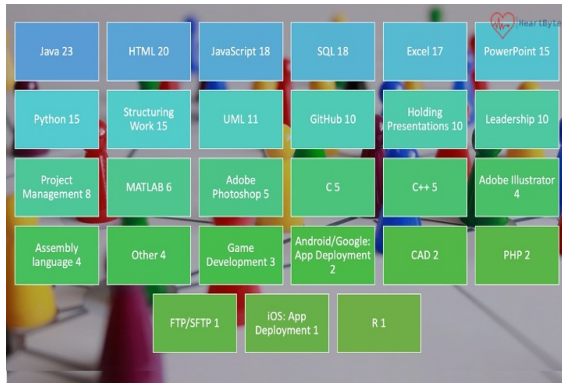 HeartByte
Java 23
HTML 20
JavaScript 18
SQL 18
Excel 17
PowerPoint 15
Python 15
Structuring
Work 15
UML 11
GitHub 10
Holding
Presentations 10
Leadership 10
Project
Management 8
MATLAB 6
Adobe
Photoshop 5
C 5
C++ 5
Adobe Illustrator
4
Assembly
language 4
Other 4
Game
Development 3
Android/Google:
App Deployment
2
CAD 2
PHP 2
FTP/SFTP 1
iOS: App
Deployment 1
R 1